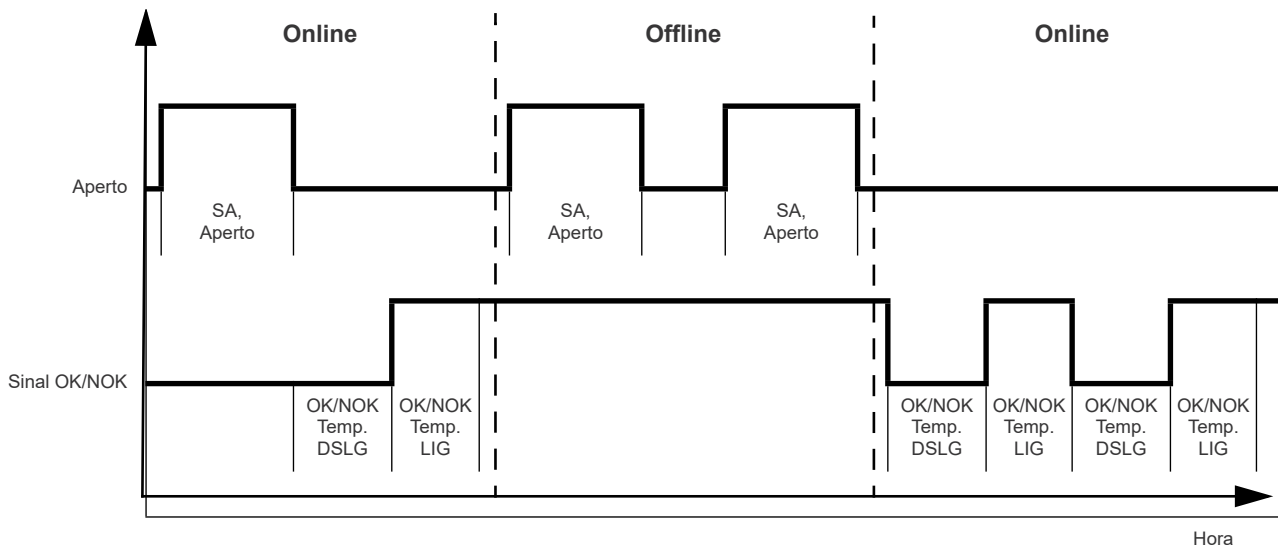 Online
Offline
Online
Aperto
SA,
Aperto
SA,
Aperto
SA,
Aperto
Sinal OK/NOK
OK/NOK
Temp.
DSLG
OK/NOK
Temp.
LIG
OK/NOK
Temp.
DSLG
OK/NOK
Temp.
LIG
OK/NOK
Temp.
DSLG
OK/NOK
Temp.
LIG
Hora